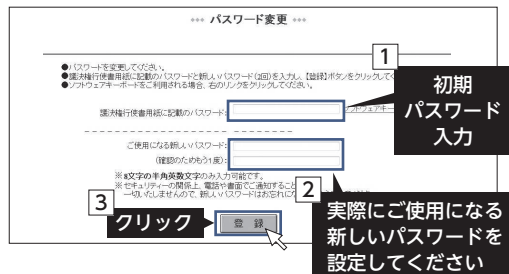 *** パスワード変更 ***
1
●パスワードを変更してください。
●議決権行使書用紙に記載のパスワードと新しいパスワード(2回)を入力し、【登録】ボタンをクリックしてく
●ソフトウェアキーボードをご利用される場合、右のリンクをクリックしてください。
初期
パスワード
入力
議決権行使書用紙に記載のパスワード:
ソフトウェアキー
ご使用になる新しいパスワード:
(確認のためもう1度):
※8文字の半角英数文字のみ入力可能です。
※セキュリティーの関係上、電話や書面でご通知すること
一切いたしませんので、新しいパスワードはお忘れにな
2
実際にご使用になる
新しいパスワードを
設定してください
3
クリック
登 録